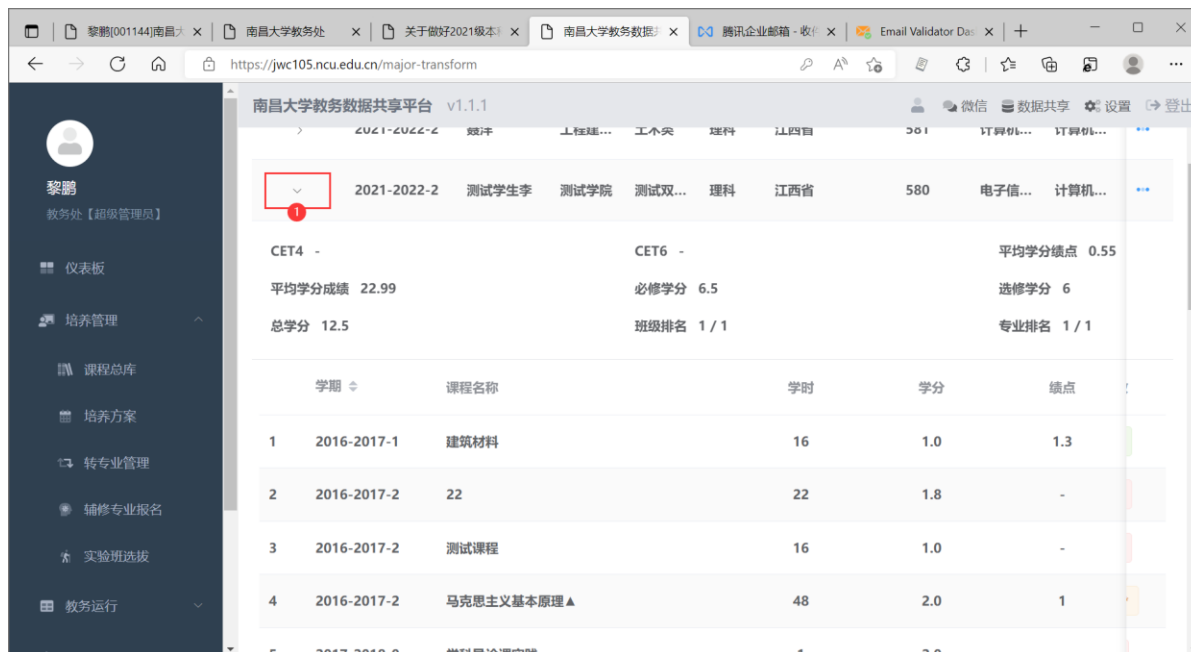 黎鹏[001144]南昌大 南昌大学教务处 关于做好2021级本 南昌大学教务数据共 腾讯企业邮箱 - 收件 Email Validator Das
https://jwc105.ncu.edu.cn/major-transform
南昌大学教务数据共享平台 v1.1.1 微信 数据共享 设置 登出
2021-2022-2 聂洋 工程建... 土木类 理科 江西省 581 计算机... 计算机...
黎鹏
教务处【超级管理员】
2021-2022-2 测试学生李 测试学院 测试双... 理科 江西省 580 电子信... 计算机...
1
CET4 - CET6 - 平均学分绩点 0.55
平均学分成绩 22.99 必修学分 6.5 选修学分 6
总学分 12.5 班级排名 1 / 1 专业排名 1 / 1
仪表板
培养管理
课程总库
培养方案
转专业管理
辅修专业报名
实验班选拔
教务运行
学期 课程名称 学时 学分 绩点
1 2016-2017-1 建筑材料 16 1.0 1.3
2 2016-2017-2 22 22 1.8 -
3 2016-2017-2 测试课程 16 1.0 -
4 2016-2017-2 马克思主义基本原理▲ 48 2.0 1